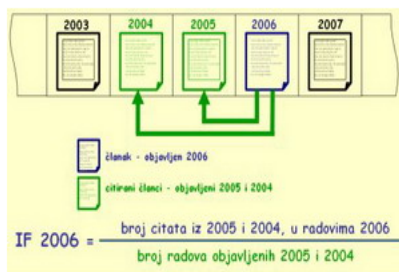 2003 2004 2005 2006 2007
članak - objavljen 2006
citirani članci - objavljeni 2005 i 2004
broj citata iz 2005 i 2004, u radovima 2006
IF 2006 =
broj radova objavljenih 2005 i 2004